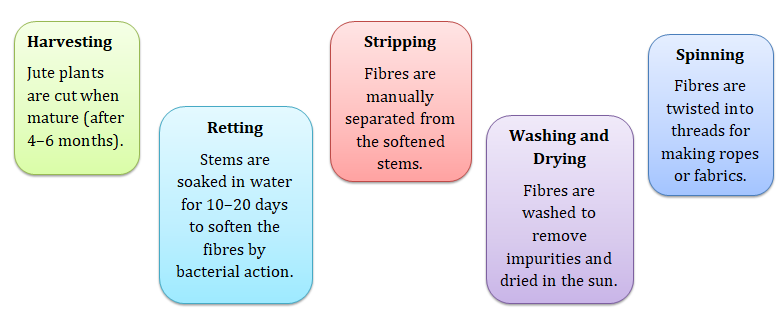 Harvesting
Jute plants
are cut when
mature (after
4–6 months).
Retting
Stems are
soaked in water
for 10–20 days
to soften the
fibres by
bacterial action.
Stripping
Fibres are
manually
separated from
the softened
stems.
Washing and
Drying
Fibres are
washed to
remove
impurities and
dried in the sun.
Spinning
Fibres are
twisted into
threads for
making ropes
or fabrics.